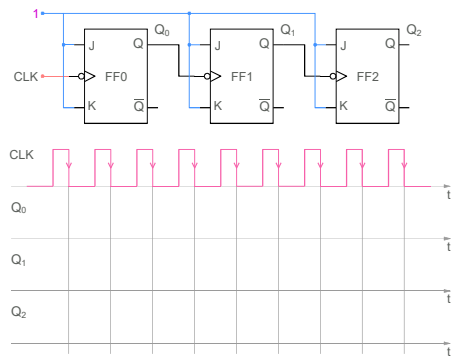 1
Q0 Q1 Q2
J Q J Q J Q
CLK FF0 FF1 FF2
K Q̅ K Q̅ K Q̅
CLK
t
Q0
t
Q1
t
Q2
t